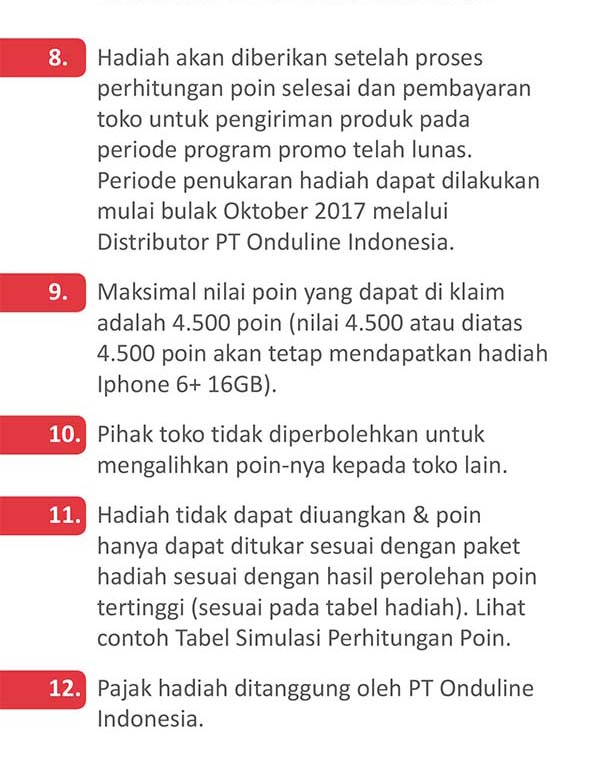 8. Hadiah akan diberikan setelah proses
perhitungan poin selesai dan pembayaran
toko untuk pengiriman produk pada
periode program promo telah lunas.
Periode penukaran hadiah dapat dilakukan
mulai bulak Oktober 2017 melalui
Distributor PT Onduline Indonesia.
9. Maksimal nilai poin yang dapat di klaim
adalah 4.500 poin (nilai 4.500 atau diatas
4.500 poin akan tetap mendapatkan hadiah
Iphone 6+ 16GB).
10. Pihak toko tidak diperbolehkan untuk
mengalihkan poin-nya kepada toko lain.
11. Hadiah tidak dapat diuangkan & poin
hanya dapat ditukar sesuai dengan paket
hadiah sesuai dengan hasil perolehan poin
tertinggi (sesuai pada tabel hadiah). Lihat
contoh Tabel Simulasi Perhitungan Poin.
12. Pajak hadiah ditanggung oleh PT Onduline
Indonesia.